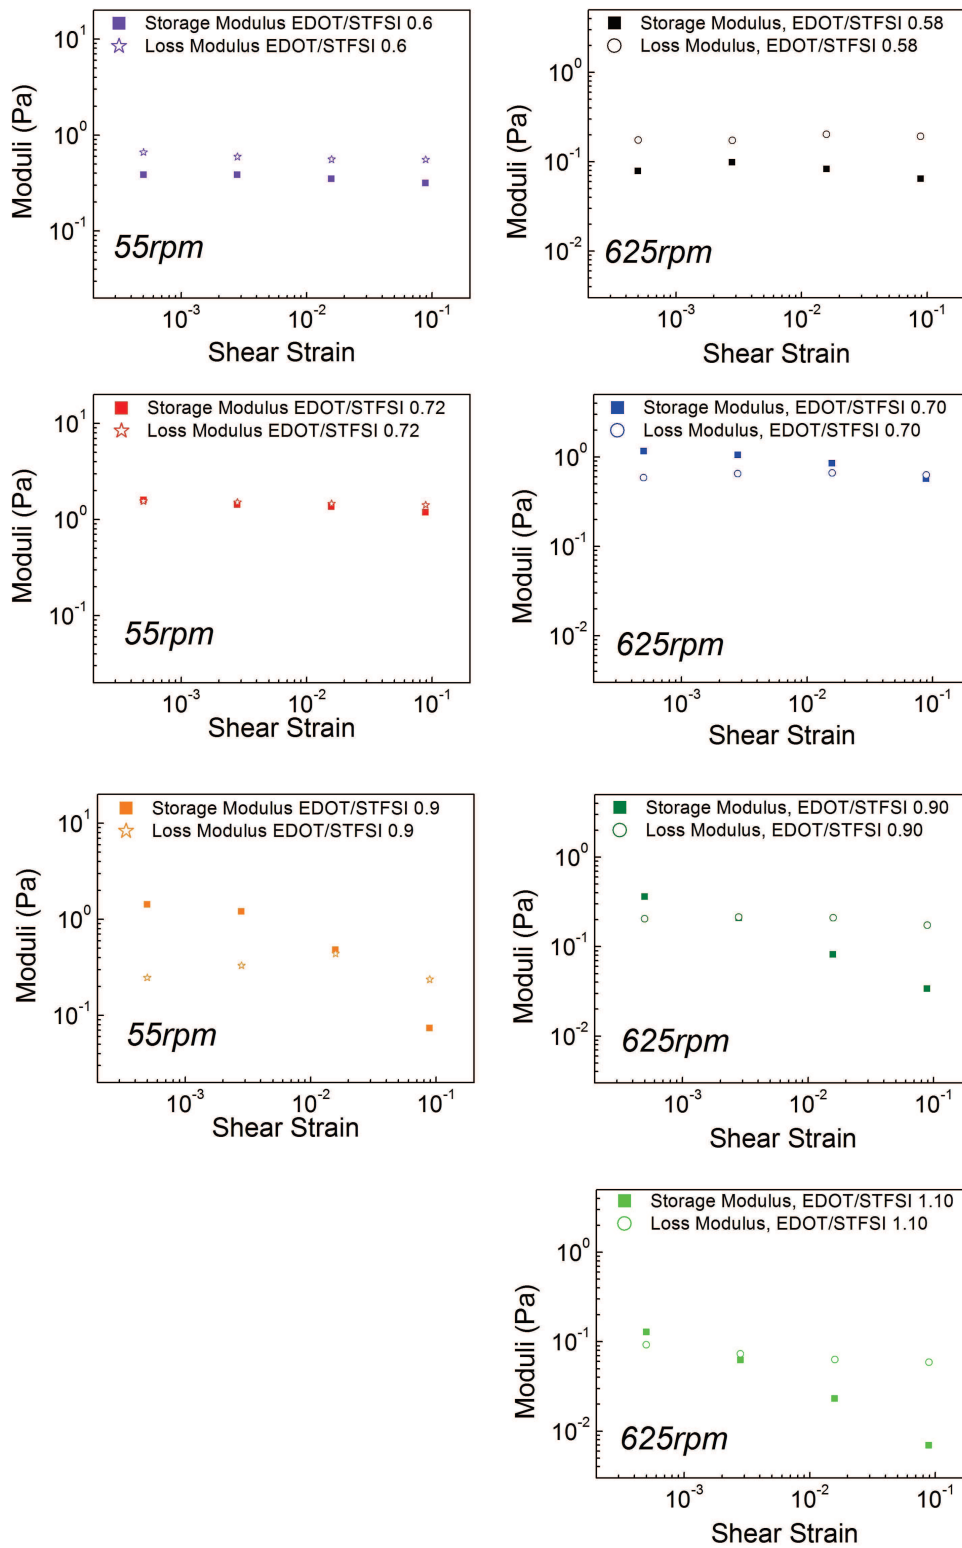 Storage Modulus EDOT/STFSI 0.6
Loss Modulus EDOT/STFSI 0.6
10^1
10^0
10^-1
Moduli (Pa)
55rpm
10^-3 10^-2 10^-1
Shear Strain
Storage Modulus, EDOT/STFSI 0.58
Loss Modulus, EDOT/STFSI 0.58
10^0
10^-1
10^-2
Moduli (Pa)
625rpm
10^-3 10^-2 10^-1
Shear Strain
Storage Modulus EDOT/STFSI 0.72
Loss Modulus EDOT/STFSI 0.72
10^1
10^0
10^-1
Moduli (Pa)
55rpm
10^-3 10^-2 10^-1
Shear Strain
Storage Modulus, EDOT/STFSI 0.70
Loss Modulus, EDOT/STFSI 0.70
10^0
10^-1
10^-2
Moduli (Pa)
625rpm
10^-3 10^-2 10^-1
Shear Strain
Storage Modulus EDOT/STFSI 0.9
Loss Modulus EDOT/STFSI 0.9
10^1
10^0
10^-1
Moduli (Pa)
55rpm
10^-3 10^-2 10^-1
Shear Strain
Storage Modulus, EDOT/STFSI 0.90
Loss Modulus, EDOT/STFSI 0.90
10^0
10^-1
10^-2
Moduli (Pa)
625rpm
10^-3 10^-2 10^-1
Shear Strain
Storage Modulus, EDOT/STFSI 1.10
Loss Modulus, EDOT/STFSI 1.10
10^0
10^-1
10^-2
Moduli (Pa)
625rpm
10^-3 10^-2 10^-1
Shear Strain